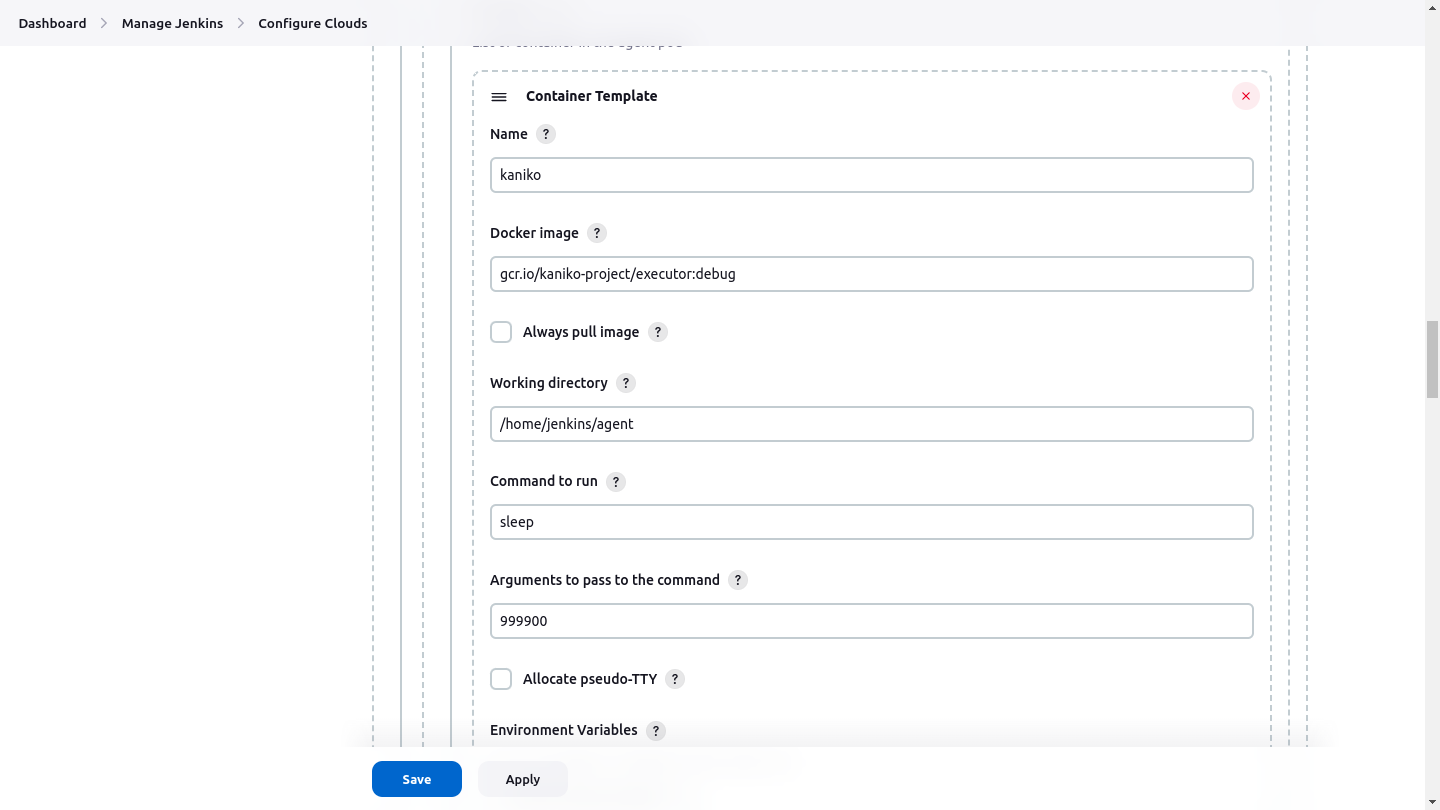 Dashboard > Manage Jenkins > Configure Clouds
Container Template
Name ?
kaniko
Docker image ?
gcr.io/kaniko-project/executor:debug
Always pull image ?
Working directory ?
/home/jenkins/agent
Command to run ?
sleep
Arguments to pass to the command ?
999900
Allocate pseudo-TTY ?
Environment Variables ?
Save Apply